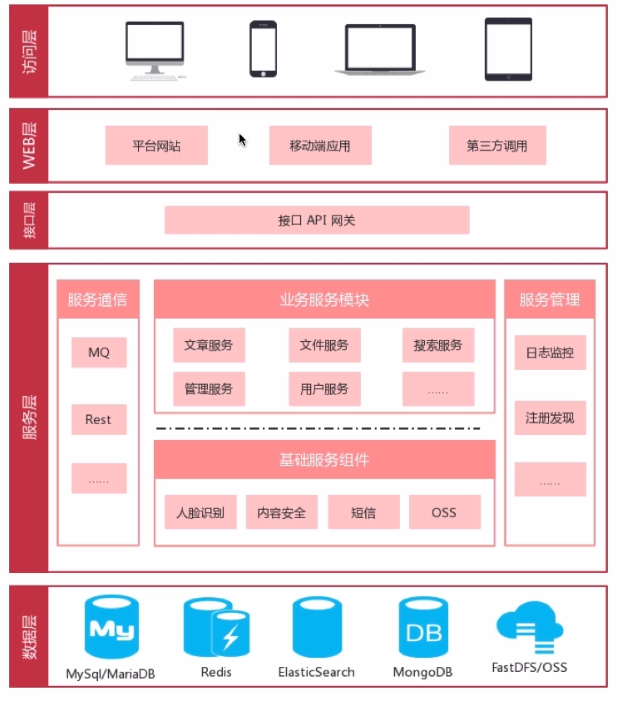 访问层
WEB层
平台网站
移动端应用
第三方调用
接口层
接口 API 网关
服务层
服务通信
MQ
Rest
……
业务服务模块
文章服务
文件服务
搜索服务
管理服务
用户服务
……
基础服务组件
人脸识别
内容安全
短信
OSS
服务管理
日志监控
注册发现
……
数据层
My
DB
MySql/MariaDB
Redis
ElasticSearch
MongoDB
FastDFS/OSS